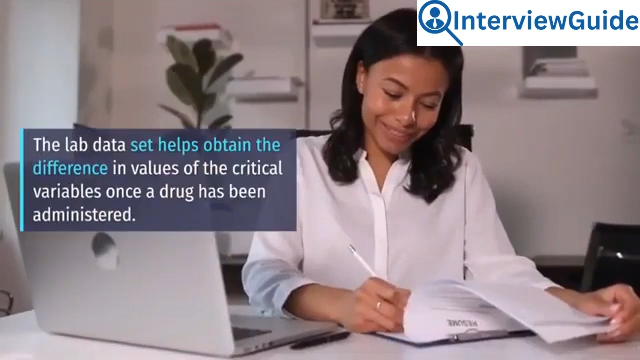 InterviewGuide
The lab data set helps obtain the
difference in values of the critical
variables once a drug has been
administered.
RESUME